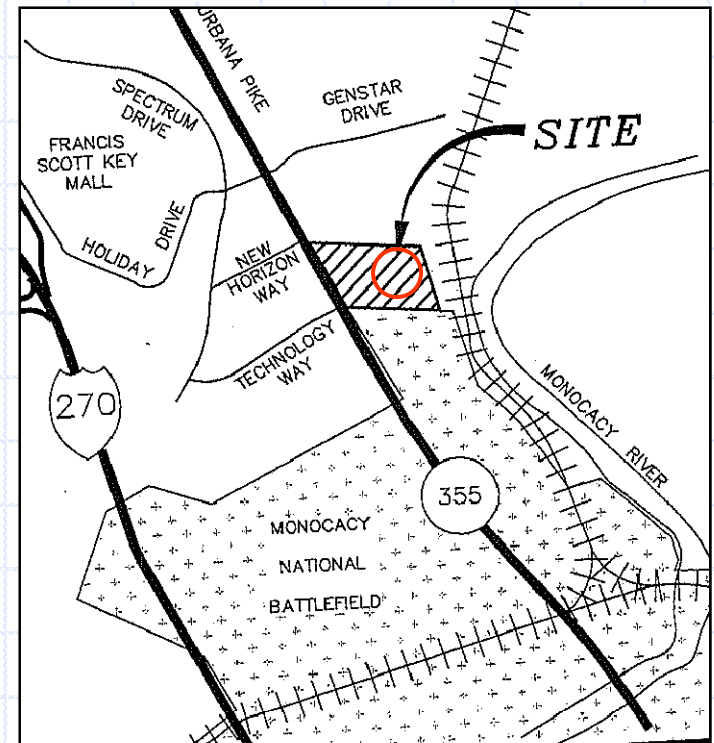 URBANA PIKE
SPECTRUM
DRIVE
GENSTAR
DRIVE
SITE
FRANCIS
SCOTT KEY
MALL
HOLIDAY
DRIVE
NEW
HORIZON
WAY
TECHNOLOGY
WAY
270
MONOCACY RIVER
355
MONOCACY
NATIONAL
BATTLEFIELD